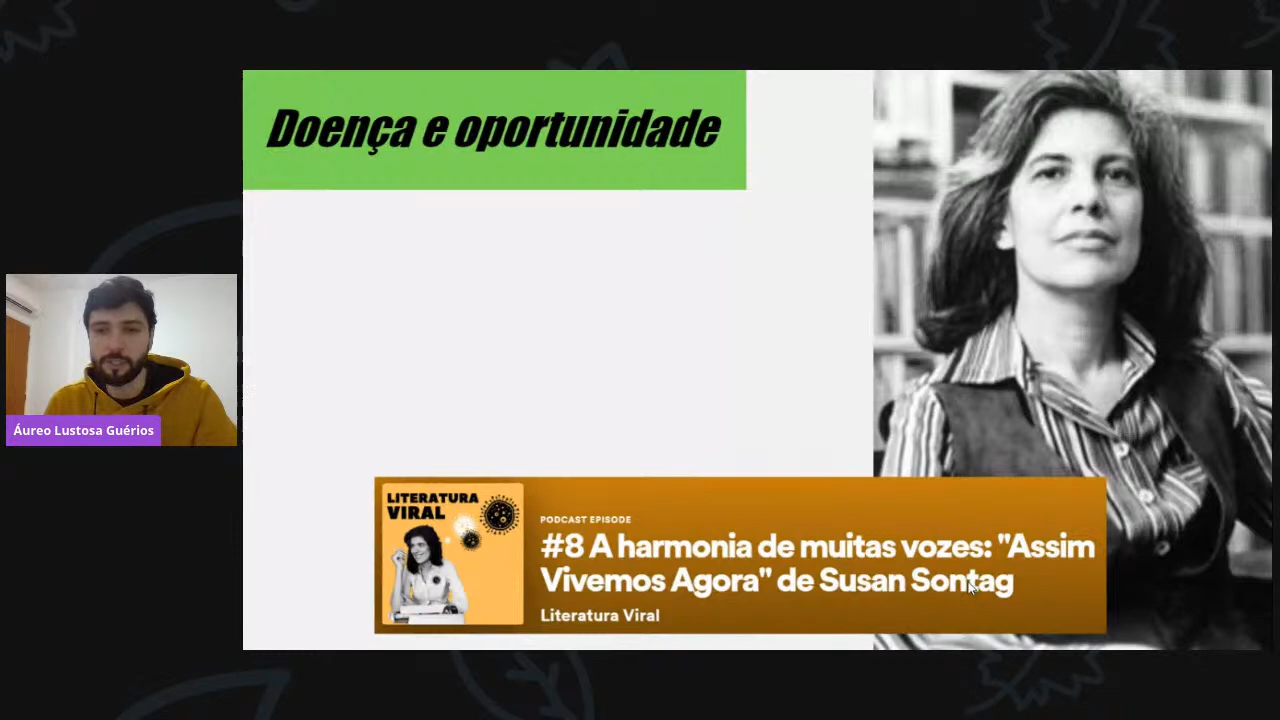 Doença e oportunidade
Áureo Lustosa Guérios
LITERATURA
VIRAL
PODCAST EPISODE
#8 A harmonia de muitas vozes: "Assim
Vivemos Agora" de Susan Sontag
Literatura Viral